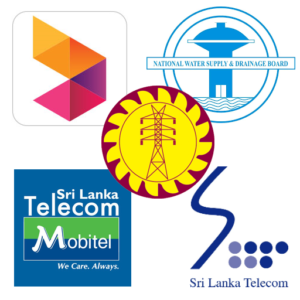 NATIONAL WATER SUPPLY & DRAINAGE BOARD
Sri Lanka
Telecom
Mobitel
We Care. Always.
Sri Lanka Telecom